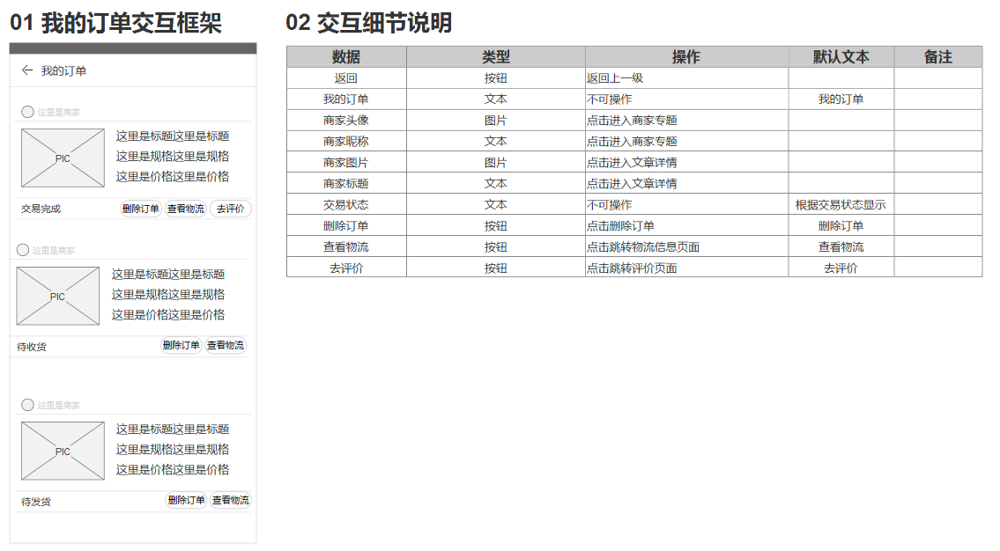 01 我的订单交互框架
我的订单
这里是商家
PIC
这里是标题这里是标题
这里是规格这里是规格
这里是价格这里是价格
交易完成 删除订单 查看物流 去评价
这里是商家
PIC
这里是标题这里是标题
这里是规格这里是规格
这里是价格这里是价格
待收货 删除订单 查看物流
这里是商家
PIC
这里是标题这里是标题
这里是规格这里是规格
这里是价格这里是价格
待发货 删除订单 查看物流
02 交互细节说明
数据 类型 操作 默认文本 备注
返回 按钮 返回上一级
我的订单 文本 不可操作 我的订单
商家头像 图片 点击进入商家专题
商家昵称 文本 点击进入商家专题
商家图片 图片 点击进入文章详情
商家标题 文本 点击进入文章详情
交易状态 文本 不可操作 根据交易状态显示
删除订单 按钮 点击删除订单 删除订单
查看物流 按钮 点击跳转物流信息页面 查看物流
去评价 按钮 点击跳转评价页面 去评价